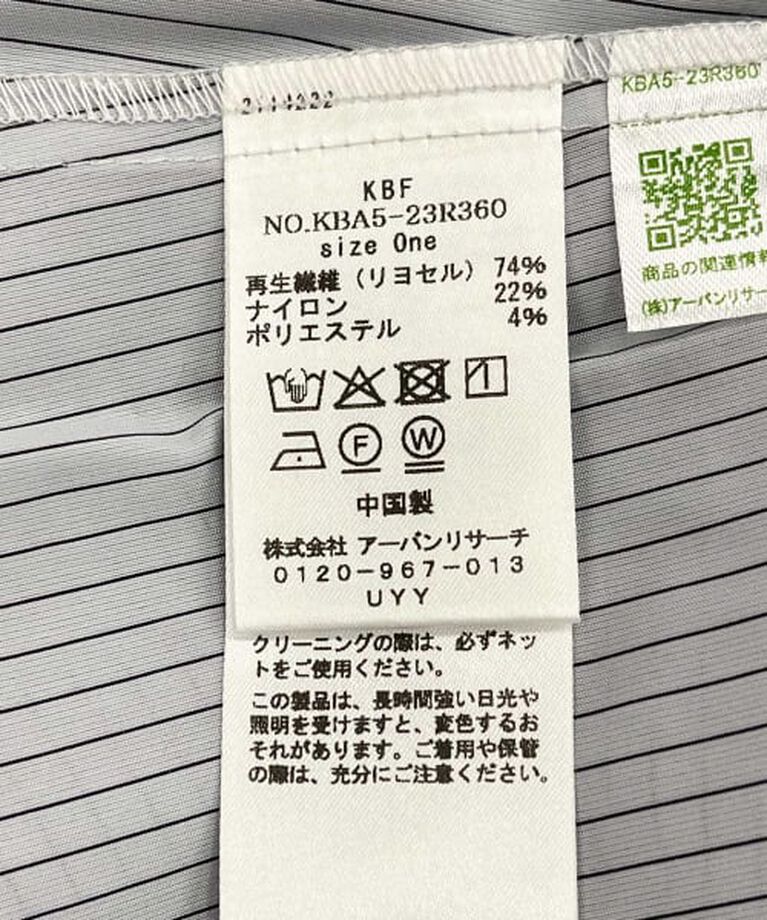 KBF
NO.KBA5-23R360
size One
再生繊維（リヨセル） 74%
ナイロン 22%
ポリエステル 4%
F W
中国製
株式会社 アーバンリサーチ
0120-967-013
UYY
クリーニングの際は、必ずネッ
トをご使用ください。
この製品は、長時間強い日光や
照明を受けますと、変色するお
それがあります。ご着用や保管
の際は、充分にご注意ください。
KBA5-23R360
商品の関連情報
(株)アーバンリサー